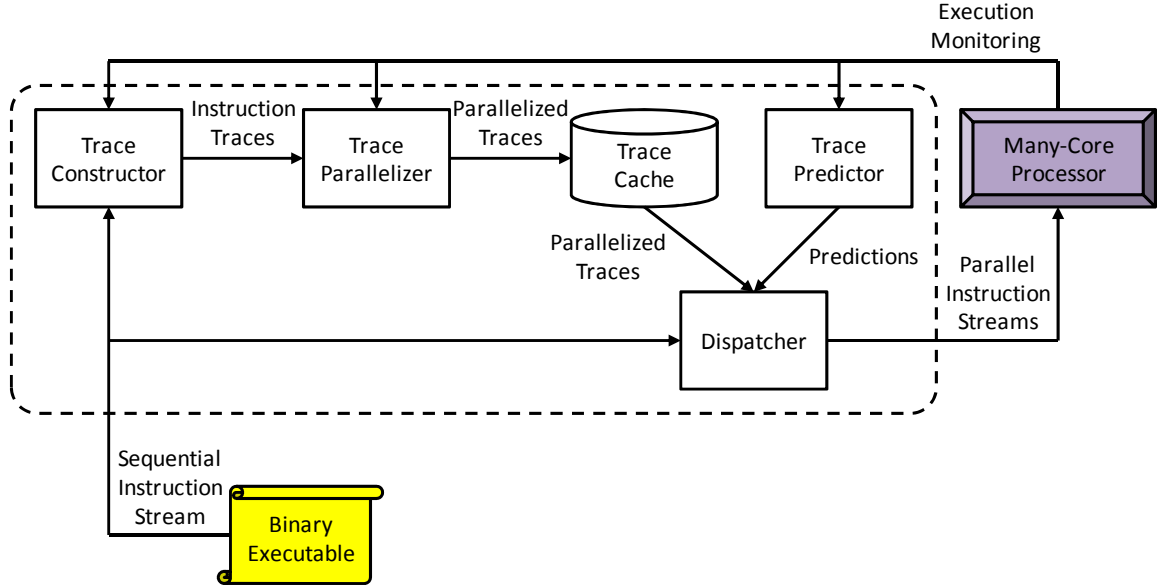 Execution
Monitoring
Trace
Constructor
Instruction
Traces
Trace
Parallelizer
Parallelized
Traces
Trace
Cache
Trace
Predictor
Many-Core
Processor
Parallelized
Traces
Predictions
Parallel
Instruction
Streams
Dispatcher
Sequential
Instruction
Stream
Binary
Executable